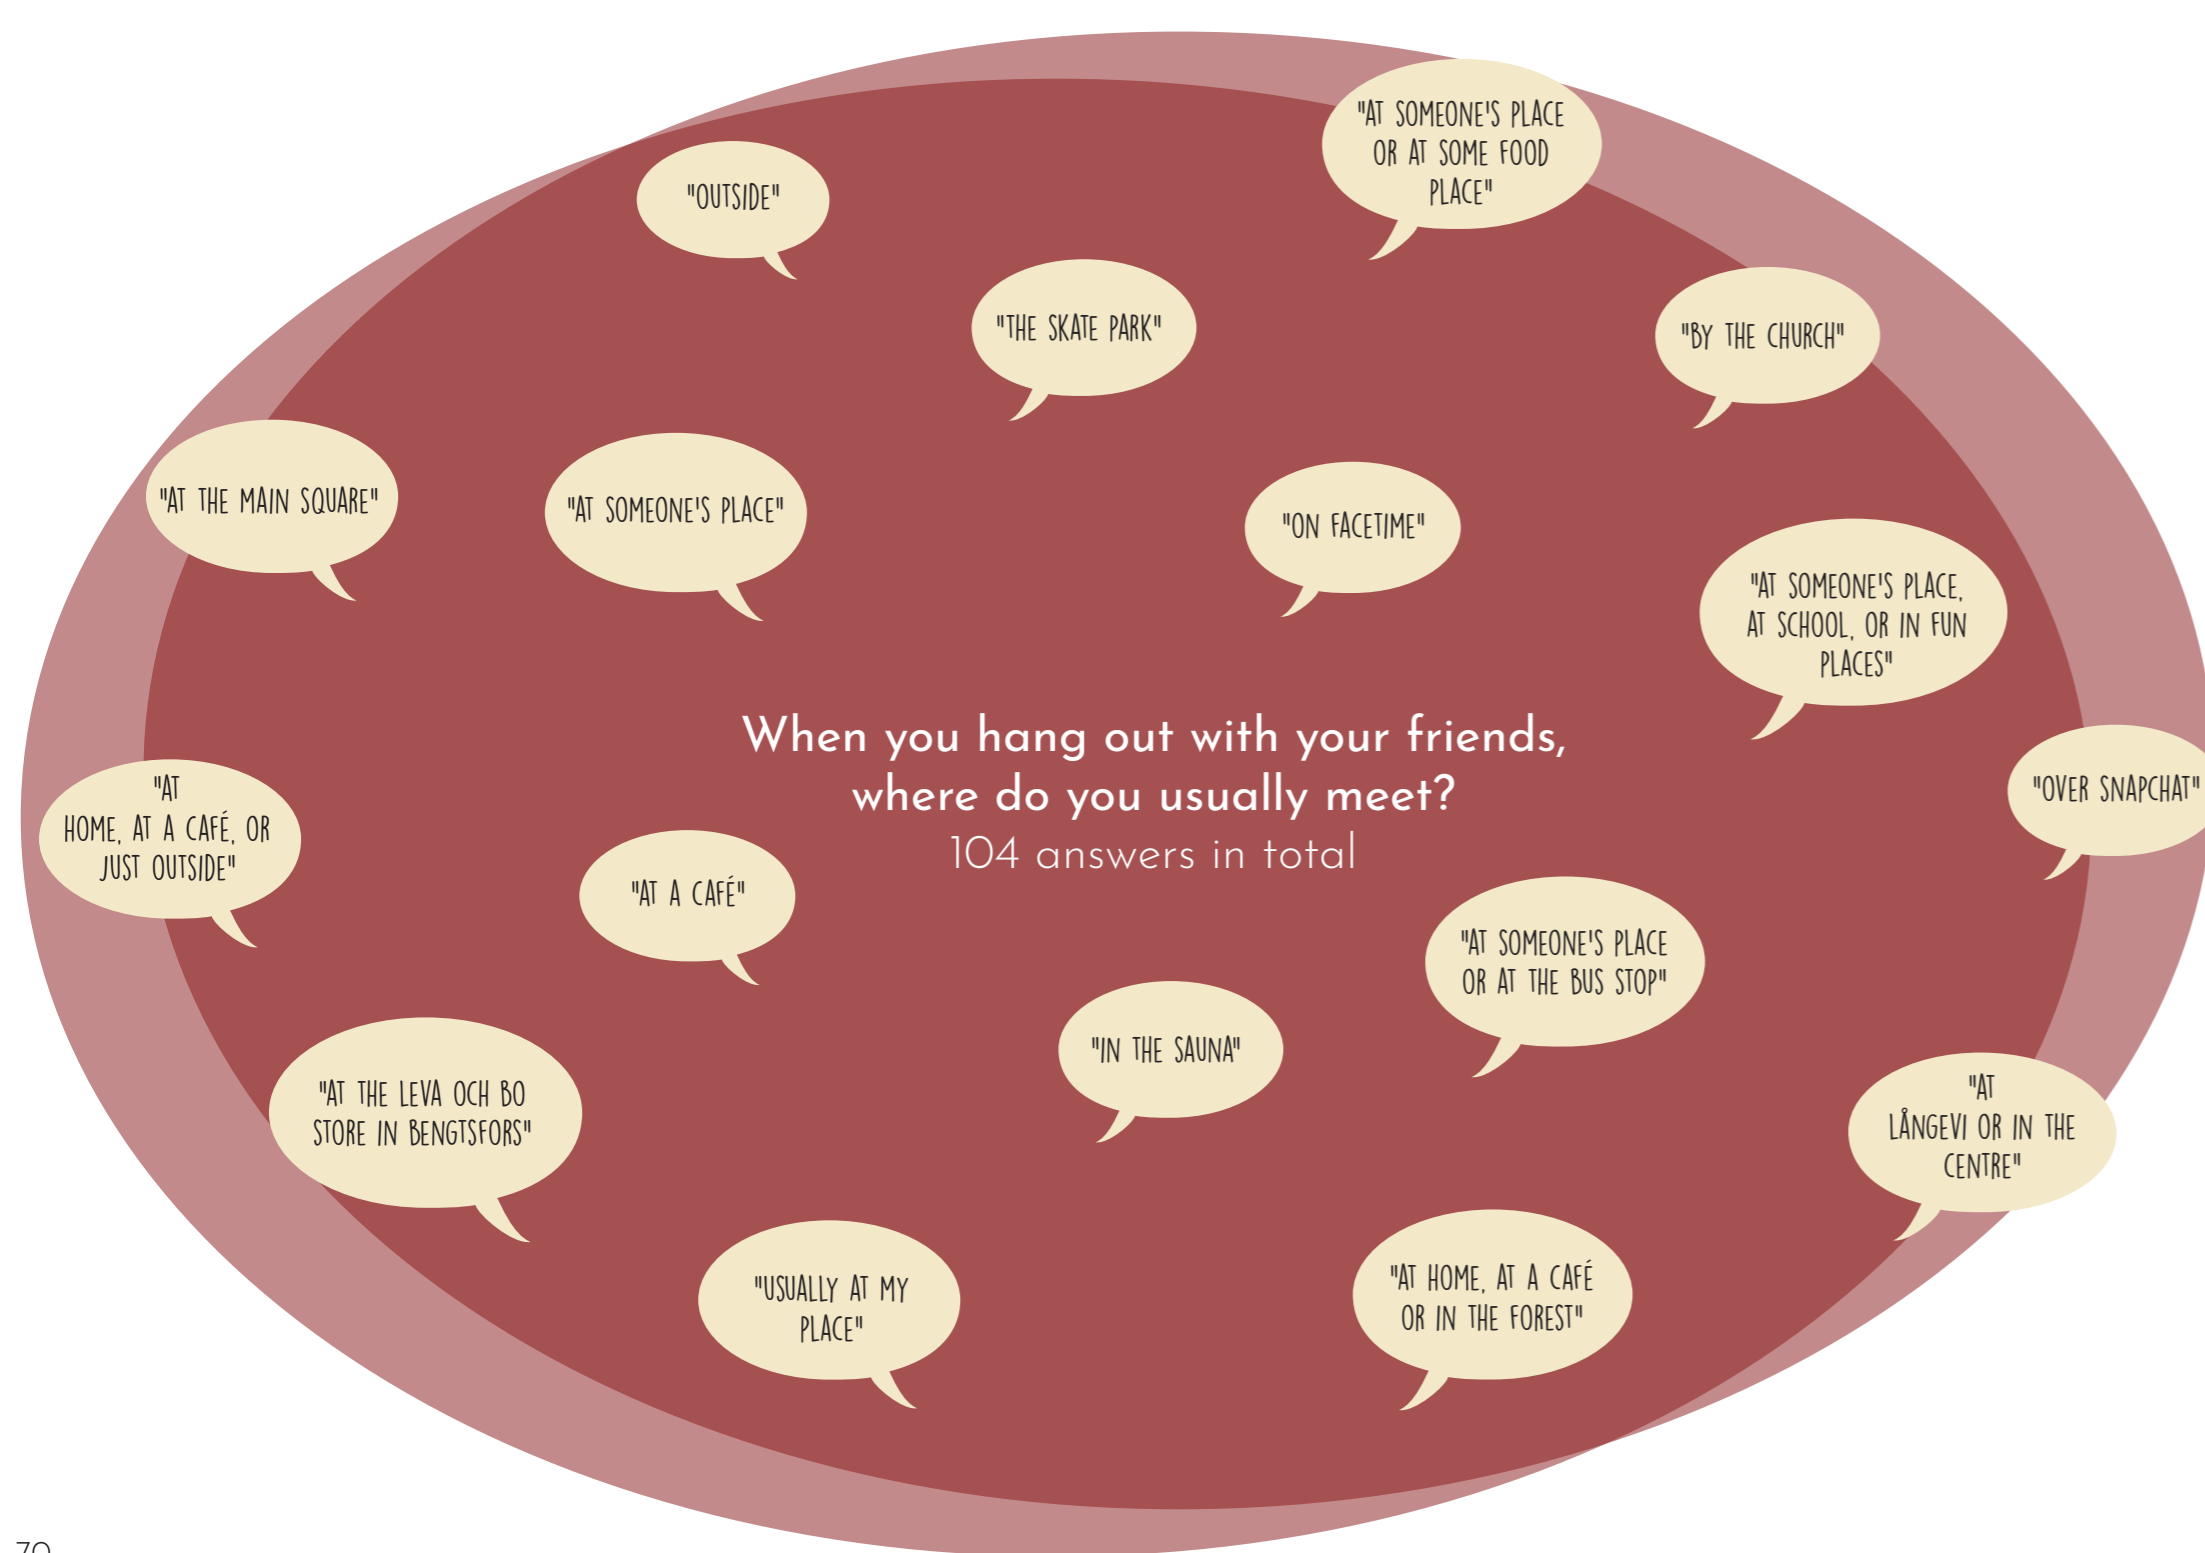 "OUTSIDE"
"AT SOMEONE'S PLACE
OR AT SOME FOOD
PLACE"
"THE SKATE PARK"
"BY THE CHURCH"
"AT THE MAIN SQUARE"
"AT SOMEONE'S PLACE"
"ON FACETIME"
"AT SOMEONE'S PLACE,
AT SCHOOL, OR IN FUN
PLACES"
When you hang out with your friends,
where do you usually meet?
104 answers in total
"OVER SNAPCHAT"
"AT
HOME, AT A CAFÉ, OR
JUST OUTSIDE"
"AT A CAFÉ"
"AT SOMEONE'S PLACE
OR AT THE BUS STOP"
"IN THE SAUNA"
"AT THE LEVA OCH BO
STORE IN BENGTSFORS"
"AT
LÅNGEVI OR IN THE
CENTRE"
"USUALLY AT MY
PLACE"
"AT HOME, AT A CAFÉ
OR IN THE FOREST"